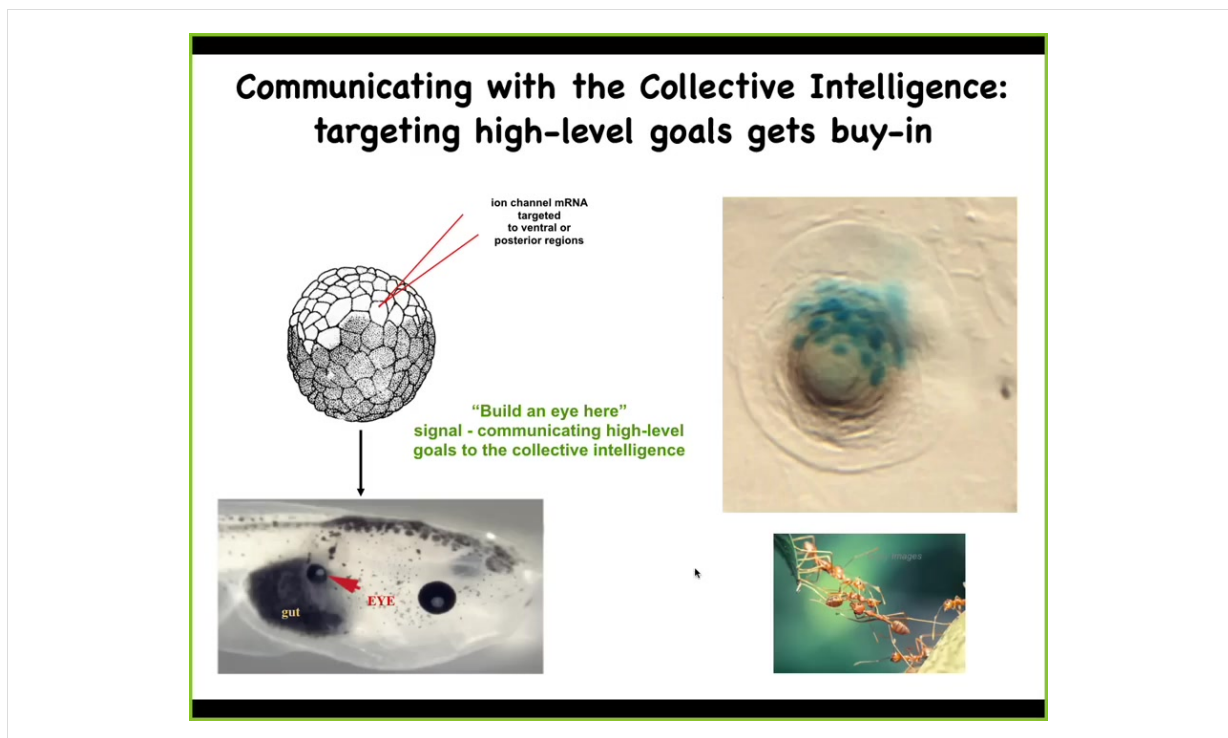 Communicating with the Collective Intelligence:
targeting high-level goals gets buy-in
ion channel mRNA
targeted
to ventral or
posterior regions
“Build an eye here”
signal - communicating high-level
goals to the collective intelligence
gut
EYE
images